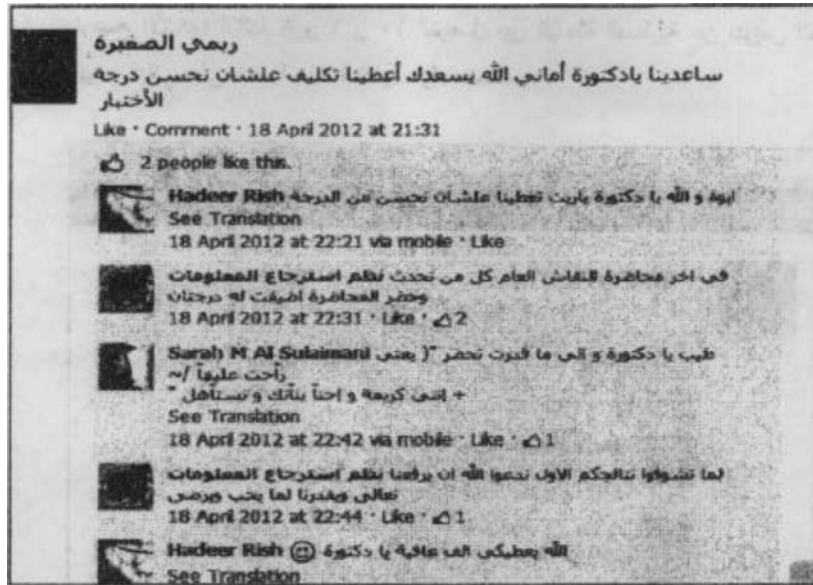 ريمي الصغيرة
ساعدينا يادكتورة أماني الله يسعدك أعطينا تكليف علشان نحسن درجة
الأختبار
Like · Comment · 18 April 2012 at 21:31
2 people like this.
Hadeer Rish ايوة و الله يا دكتورة ياريت تعطينا علشان نحسن من الدرجة
See Translation
18 April 2012 at 22:21 via mobile · Like
نظم استرجاع المعلومات في اخر محاضرة للنقاش العام كل من تحدث
وحضر المحاضرة اضيفت له درجتان
18 April 2012 at 22:31 · Like · 2
Sarah M Al Sulaimani طيب يا دكتورة و الي ما قدرت تحضر "( يعني
راحت عليها /~
+ انتي كريمة و احنا بناتك و نستاهل "
See Translation
18 April 2012 at 22:42 via mobile · Like · 1
نظم استرجاع المعلومات لما تشوفوا نتائجكم الاول ندعوا الله ان يرفعنا
تعالى ويقدرنا لما يحب ويرضى
18 April 2012 at 22:44 · Like · 1
Hadeer Rish الله يعطيكي الف عافية يا دكتورة
See Translation